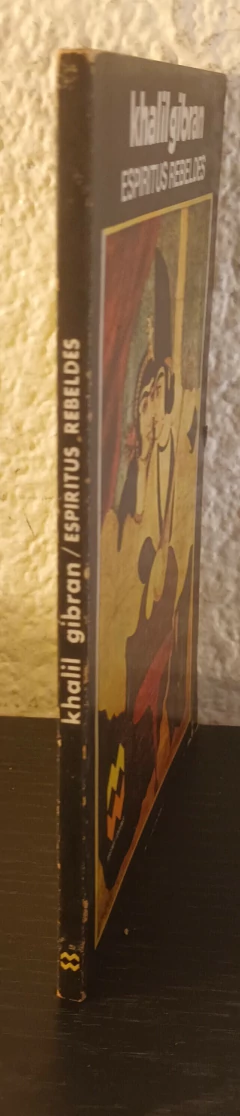 khalil gibran
ESPIRITUS REBELDES
khalil gibran / ESPIRITUS REBELDES